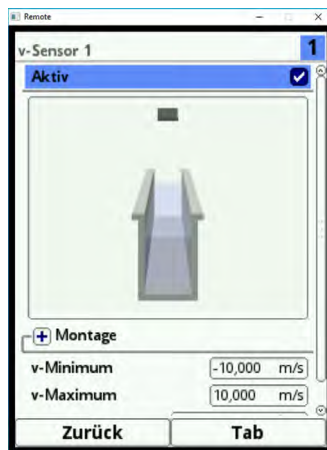 Remote
v-Sensor 1
1
Aktiv
Montage
v-Minimum -10,000 m/s
v-Maximum 10,000 m/s
Zurück Tab